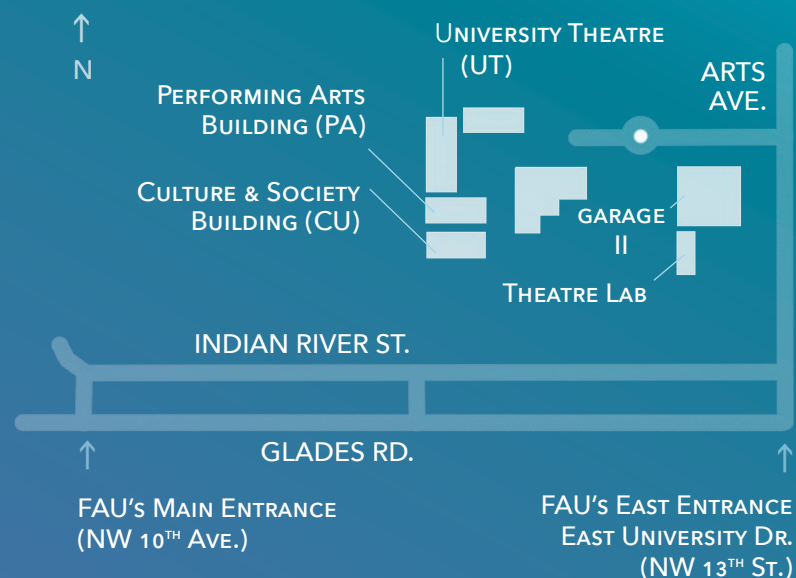 N
University Theatre
(UT)
ARTS
AVE.
Performing Arts
Building (PA)
Culture & Society
Building (CU)
GARAGE
II
Theatre Lab
INDIAN RIVER ST.
GLADES RD.
FAU's Main Entrance
(NW 10TH Ave.)
FAU's East Entrance
East University Dr.
(NW 13TH St.)